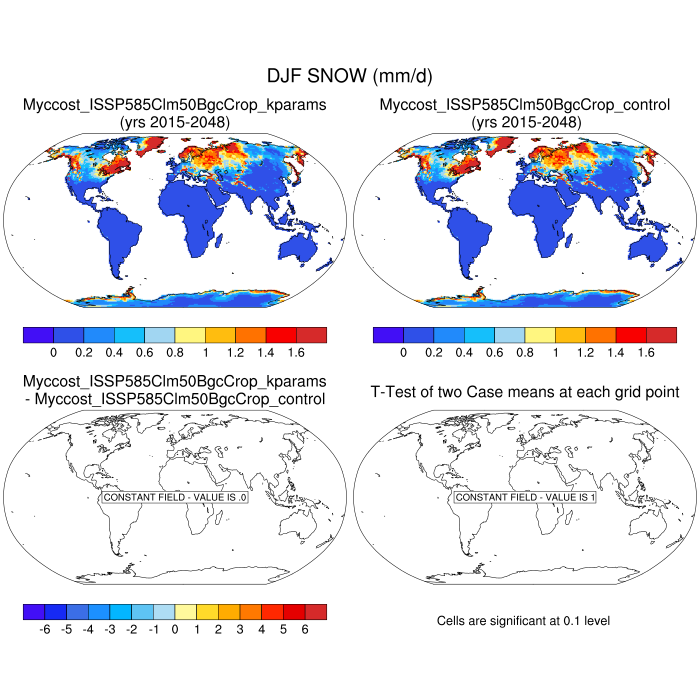 DJF SNOW (mm/d)
Myccost_ISSP585Clm50BgcCrop_kparams
(yrs 2015-2048)
Myccost_ISSP585Clm50BgcCrop_control
(yrs 2015-2048)
0 0.2 0.4 0.6 0.8 1 1.2 1.4 1.6
0 0.2 0.4 0.6 0.8 1 1.2 1.4 1.6
Myccost_ISSP585Clm50BgcCrop_kparams
- Myccost_ISSP585Clm50BgcCrop_control
T-Test of two Case means at each grid point
CONSTANT FIELD - VALUE IS .0
CONSTANT FIELD - VALUE IS 1
-6 -5 -4 -3 -2 -1 0 1 2 3 4 5 6
Cells are significant at 0.1 level